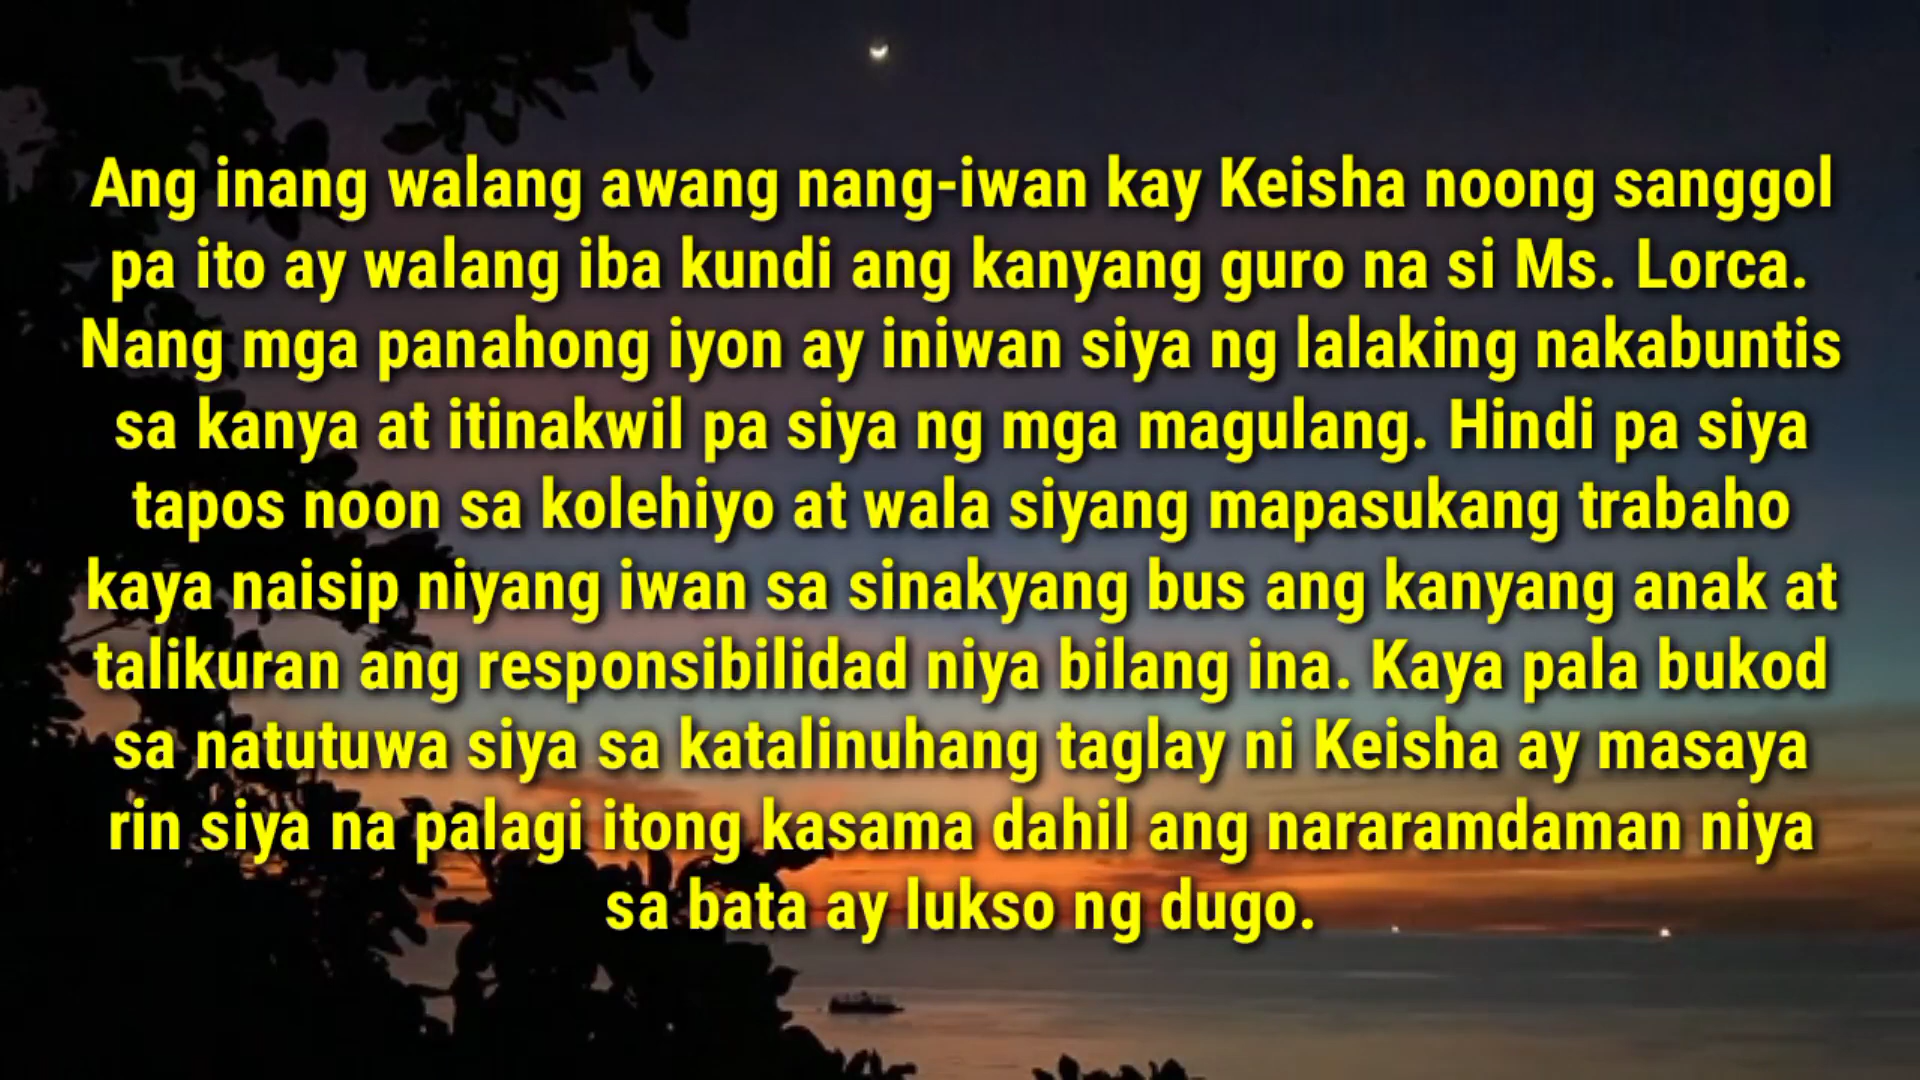 Ang inang walang awang nang-iwan kay Keisha noong sanggol
pa ito ay walang iba kundi ang kanyang guro na si Ms. Lorca.
Nang mga panahong iyon ay iniwan siya ng lalaking nakabuntis
sa kanya at itinakwil pa siya ng mga magulang. Hindi pa siya
tapos noon sa kolehiyo at wala siyang mapasukang trabaho
kaya naisip niyang iwan sa sinakyang bus ang kanyang anak at
talikuran ang responsibilidad niya bilang ina. Kaya pala bukod
sa natutuwa siya sa katalinuhang taglay ni Keisha ay masaya
rin siya na palagi itong kasama dahil ang nararamdaman niya
sa bata ay lukso ng dugo.